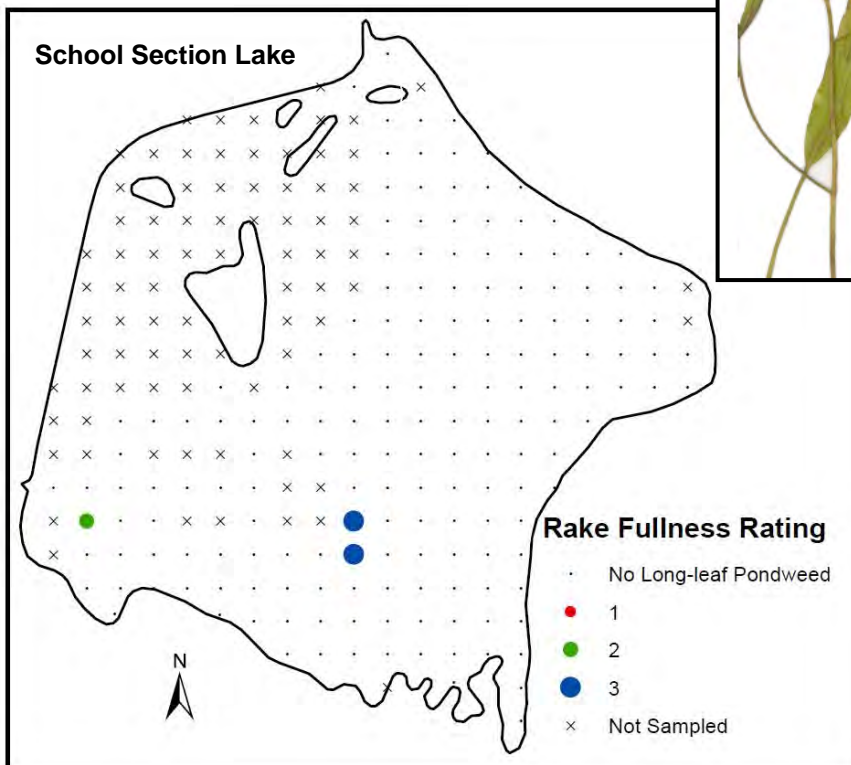 School Section Lake
N
Rake Fullness Rating
No Long-leaf Pondweed
1
2
3
Not Sampled